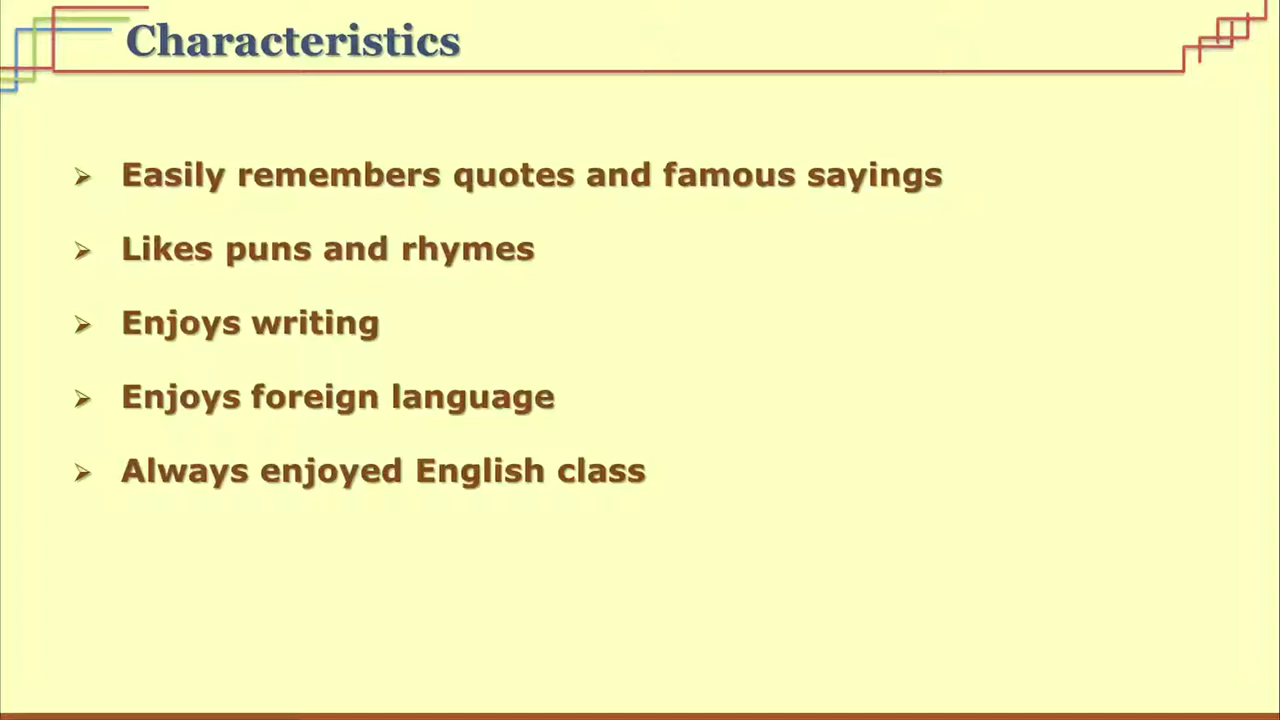 Characteristics
Easily remembers quotes and famous sayings
Likes puns and rhymes
Enjoys writing
Enjoys foreign language
Always enjoyed English class